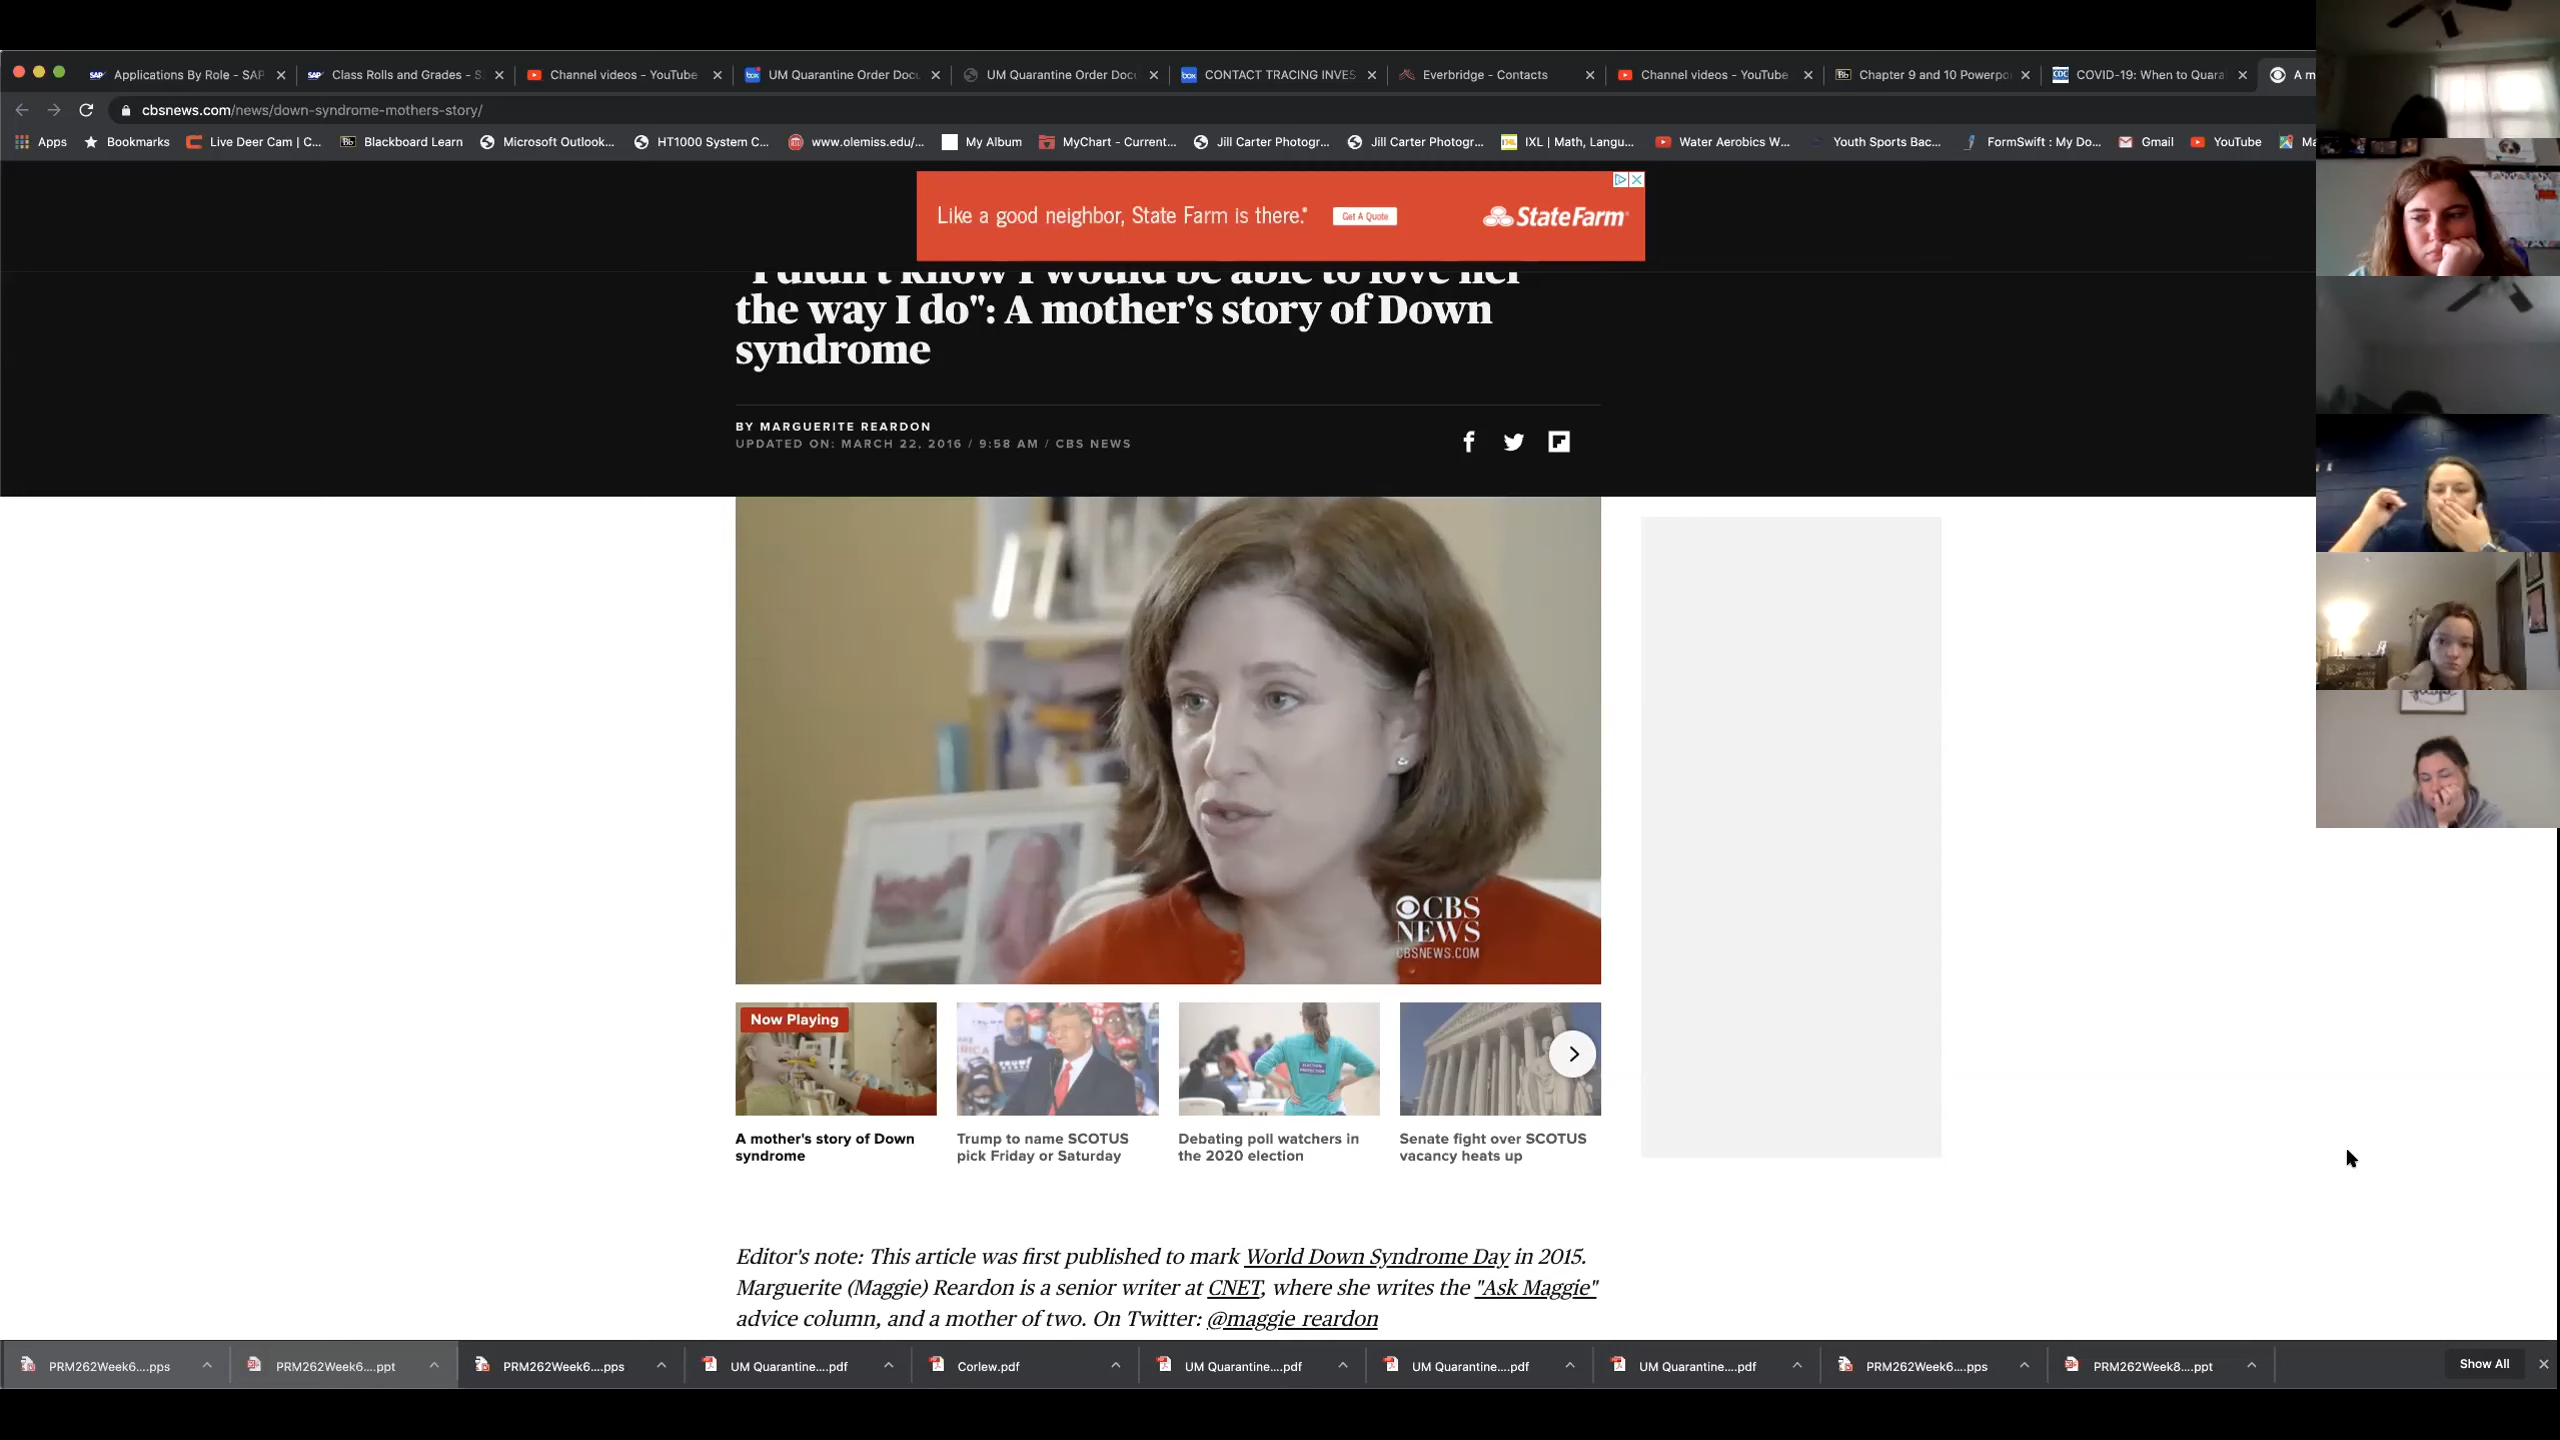 Applications By Role - SAP
Class Rolls and Grades - S
Channel videos - YouTube
UM Quarantine Order Docu
UM Quarantine Order Docu
CONTACT TRACING INVES
Everbridge - Contacts
Channel videos - YouTube
Chapter 9 and 10 Powerpo
COVID-19: When to Quara
A m
cbsnews.com/news/down-syndrome-mothers-story/
Apps
Bookmarks
Live Deer Cam | C...
Blackboard Learn
Microsoft Outlook...
HT1000 System C...
www.olemiss.edu/...
My Album
MyChart - Current...
Jill Carter Photogr...
Jill Carter Photogr...
IXL | Math, Langu...
Water Aerobics W...
Youth Sports Bac...
FormSwift : My Do...
Gmail
YouTube
Ma
Like a good neighbor, State Farm is there.®
Get A Quote
StateFarm
"I didn't know I would be able to love her
the way I do": A mother's story of Down
syndrome
BY MARGUERITE REARDON
UPDATED ON: MARCH 22, 2016 / 9:58 AM / CBS NEWS
CBS
NEWS
CBSNEWS.COM
Now Playing
A mother's story of Down
syndrome
Trump to name SCOTUS
pick Friday or Saturday
ELECTION
PROTECTION
Debating poll watchers in
the 2020 election
Senate fight over SCOTUS
vacancy heats up
Editor's note: This article was first published to mark World Down Syndrome Day in 2015.
Marguerite (Maggie) Reardon is a senior writer at CNET, where she writes the "Ask Maggie"
advice column, and a mother of two. On Twitter: @maggie_reardon
PRM262Week6....pps
PRM262Week6....ppt
PRM262Week6....pps
UM Quarantine....pdf
Corlew.pdf
UM Quarantine....pdf
UM Quarantine....pdf
UM Quarantine....pdf
PRM262Week6....pps
PRM262Week8....ppt
Show All